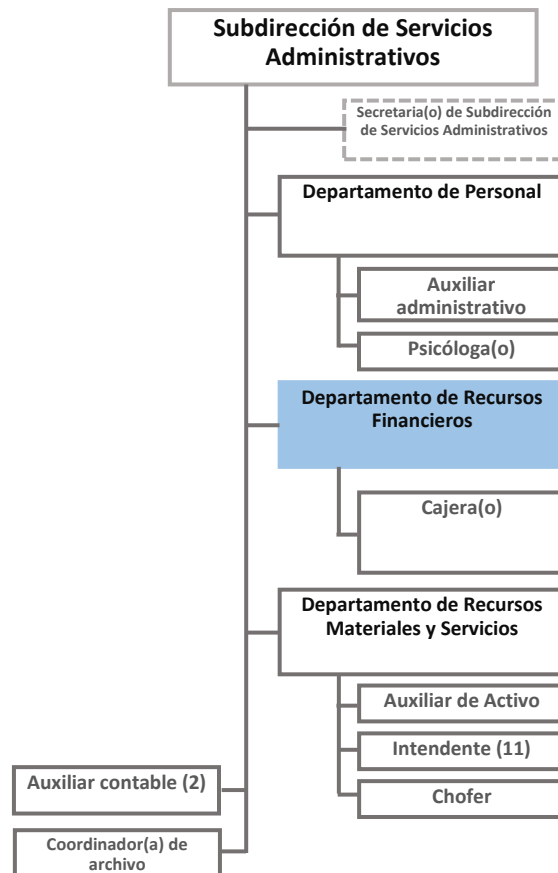 Subdirección de Servicios
Administrativos
Secretaria(o) de Subdirección
de Servicios Administrativos
Departamento de Personal
Auxiliar
administrativo
Psicóloga(o)
Departamento de Recursos
Financieros
Cajera(o)
Departamento de Recursos
Materiales y Servicios
Auxiliar de Activo
Intendente (11)
Chofer
Auxiliar contable (2)
Coordinador(a) de
archivo